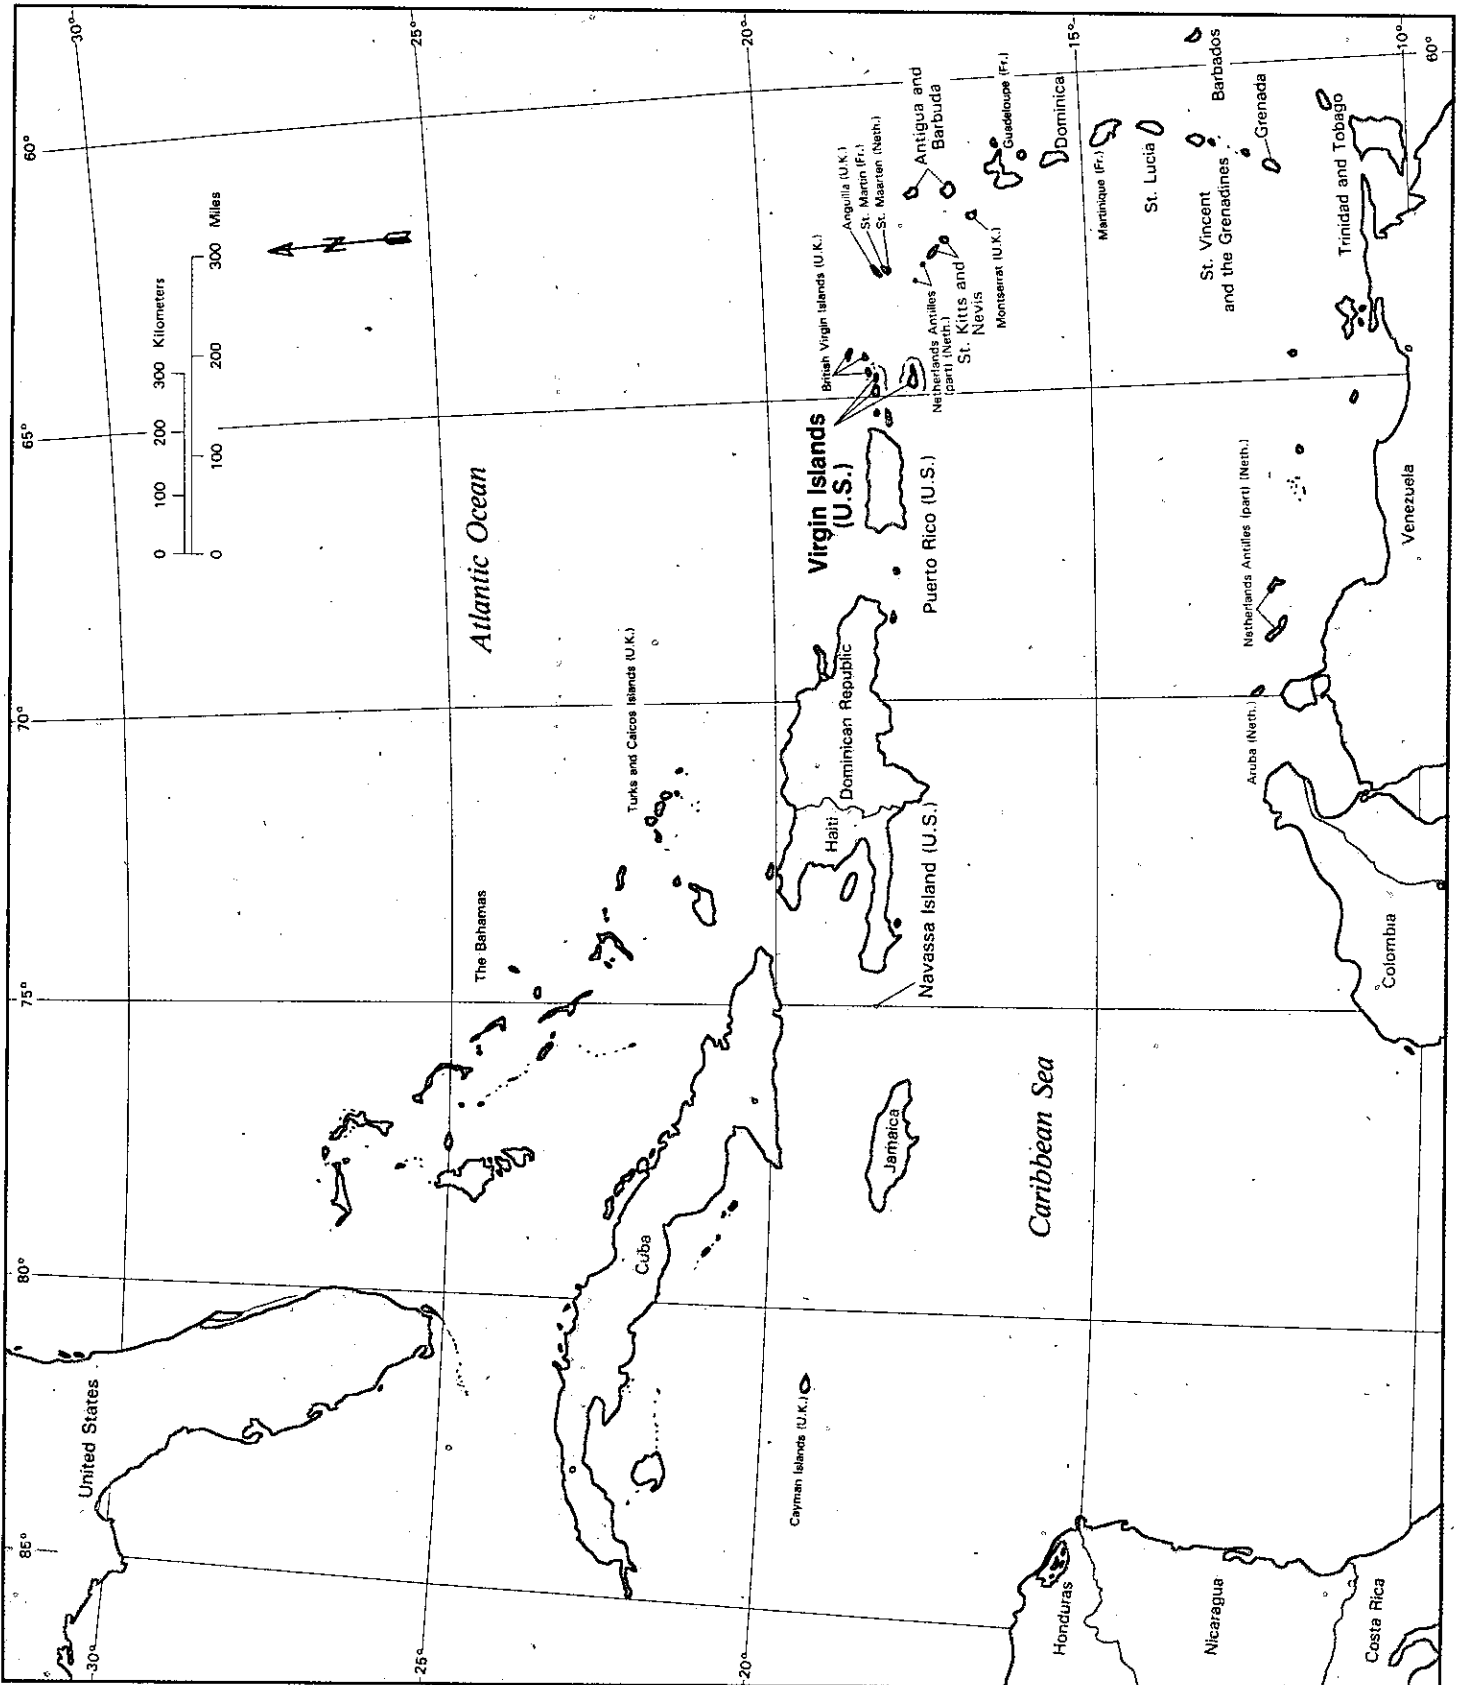 85°
80°
75°
70°
65°
60°
30°
30°
25°
25°
20°
20°
15°
10°
60°
0 100 200 300 Kilometers
0 100 200 300 Miles
N
United States
Atlantic Ocean
The Bahamas
Turks and Caicos Islands (U.K.)
Cuba
Cayman Islands (U.K.)
Jamaica
Navassa Island (U.S.)
Haiti
Dominican Republic
Puerto Rico (U.S.)
Virgin Islands
(U.S.)
British Virgin Islands (U.K.)
Anguilla (U.K.)
St. Martin (Fr.)
St. Maarten (Neth.)
Netherlands Antilles
(part) (Neth.)
St. Kitts and
Nevis
Antigua and
Barbuda
Montserrat (U.K.)
Guadeloupe (Fr.)
Dominica
Martinique (Fr.)
St. Lucia
St. Vincent
and the Grenadines
Barbados
Grenada
Trinidad and Tobago
Caribbean Sea
Aruba (Neth.)
Netherlands Antilles (part) (Neth.)
Venezuela
Colombia
Honduras
Nicaragua
Costa Rica